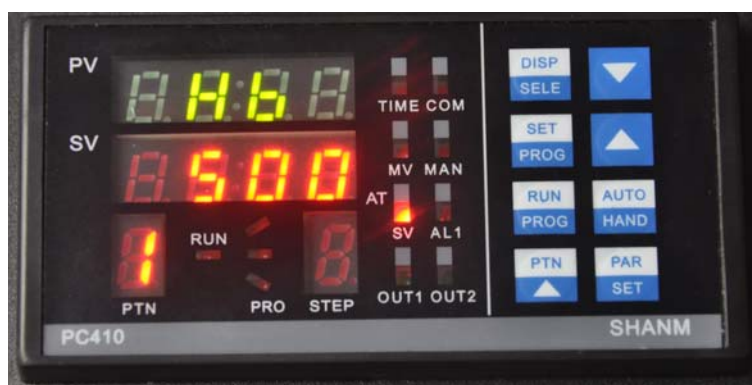 PV
Hb
SV
500
1
RUN
PTN
PRO
STEP
TIME COM
MV MAN
AT
SV AL1
OUT1 OUT2
DISP
SELE
SET
PROG
RUN
PROG
AUTO
HAND
PTN
PAR
SET
PC410
SHANM